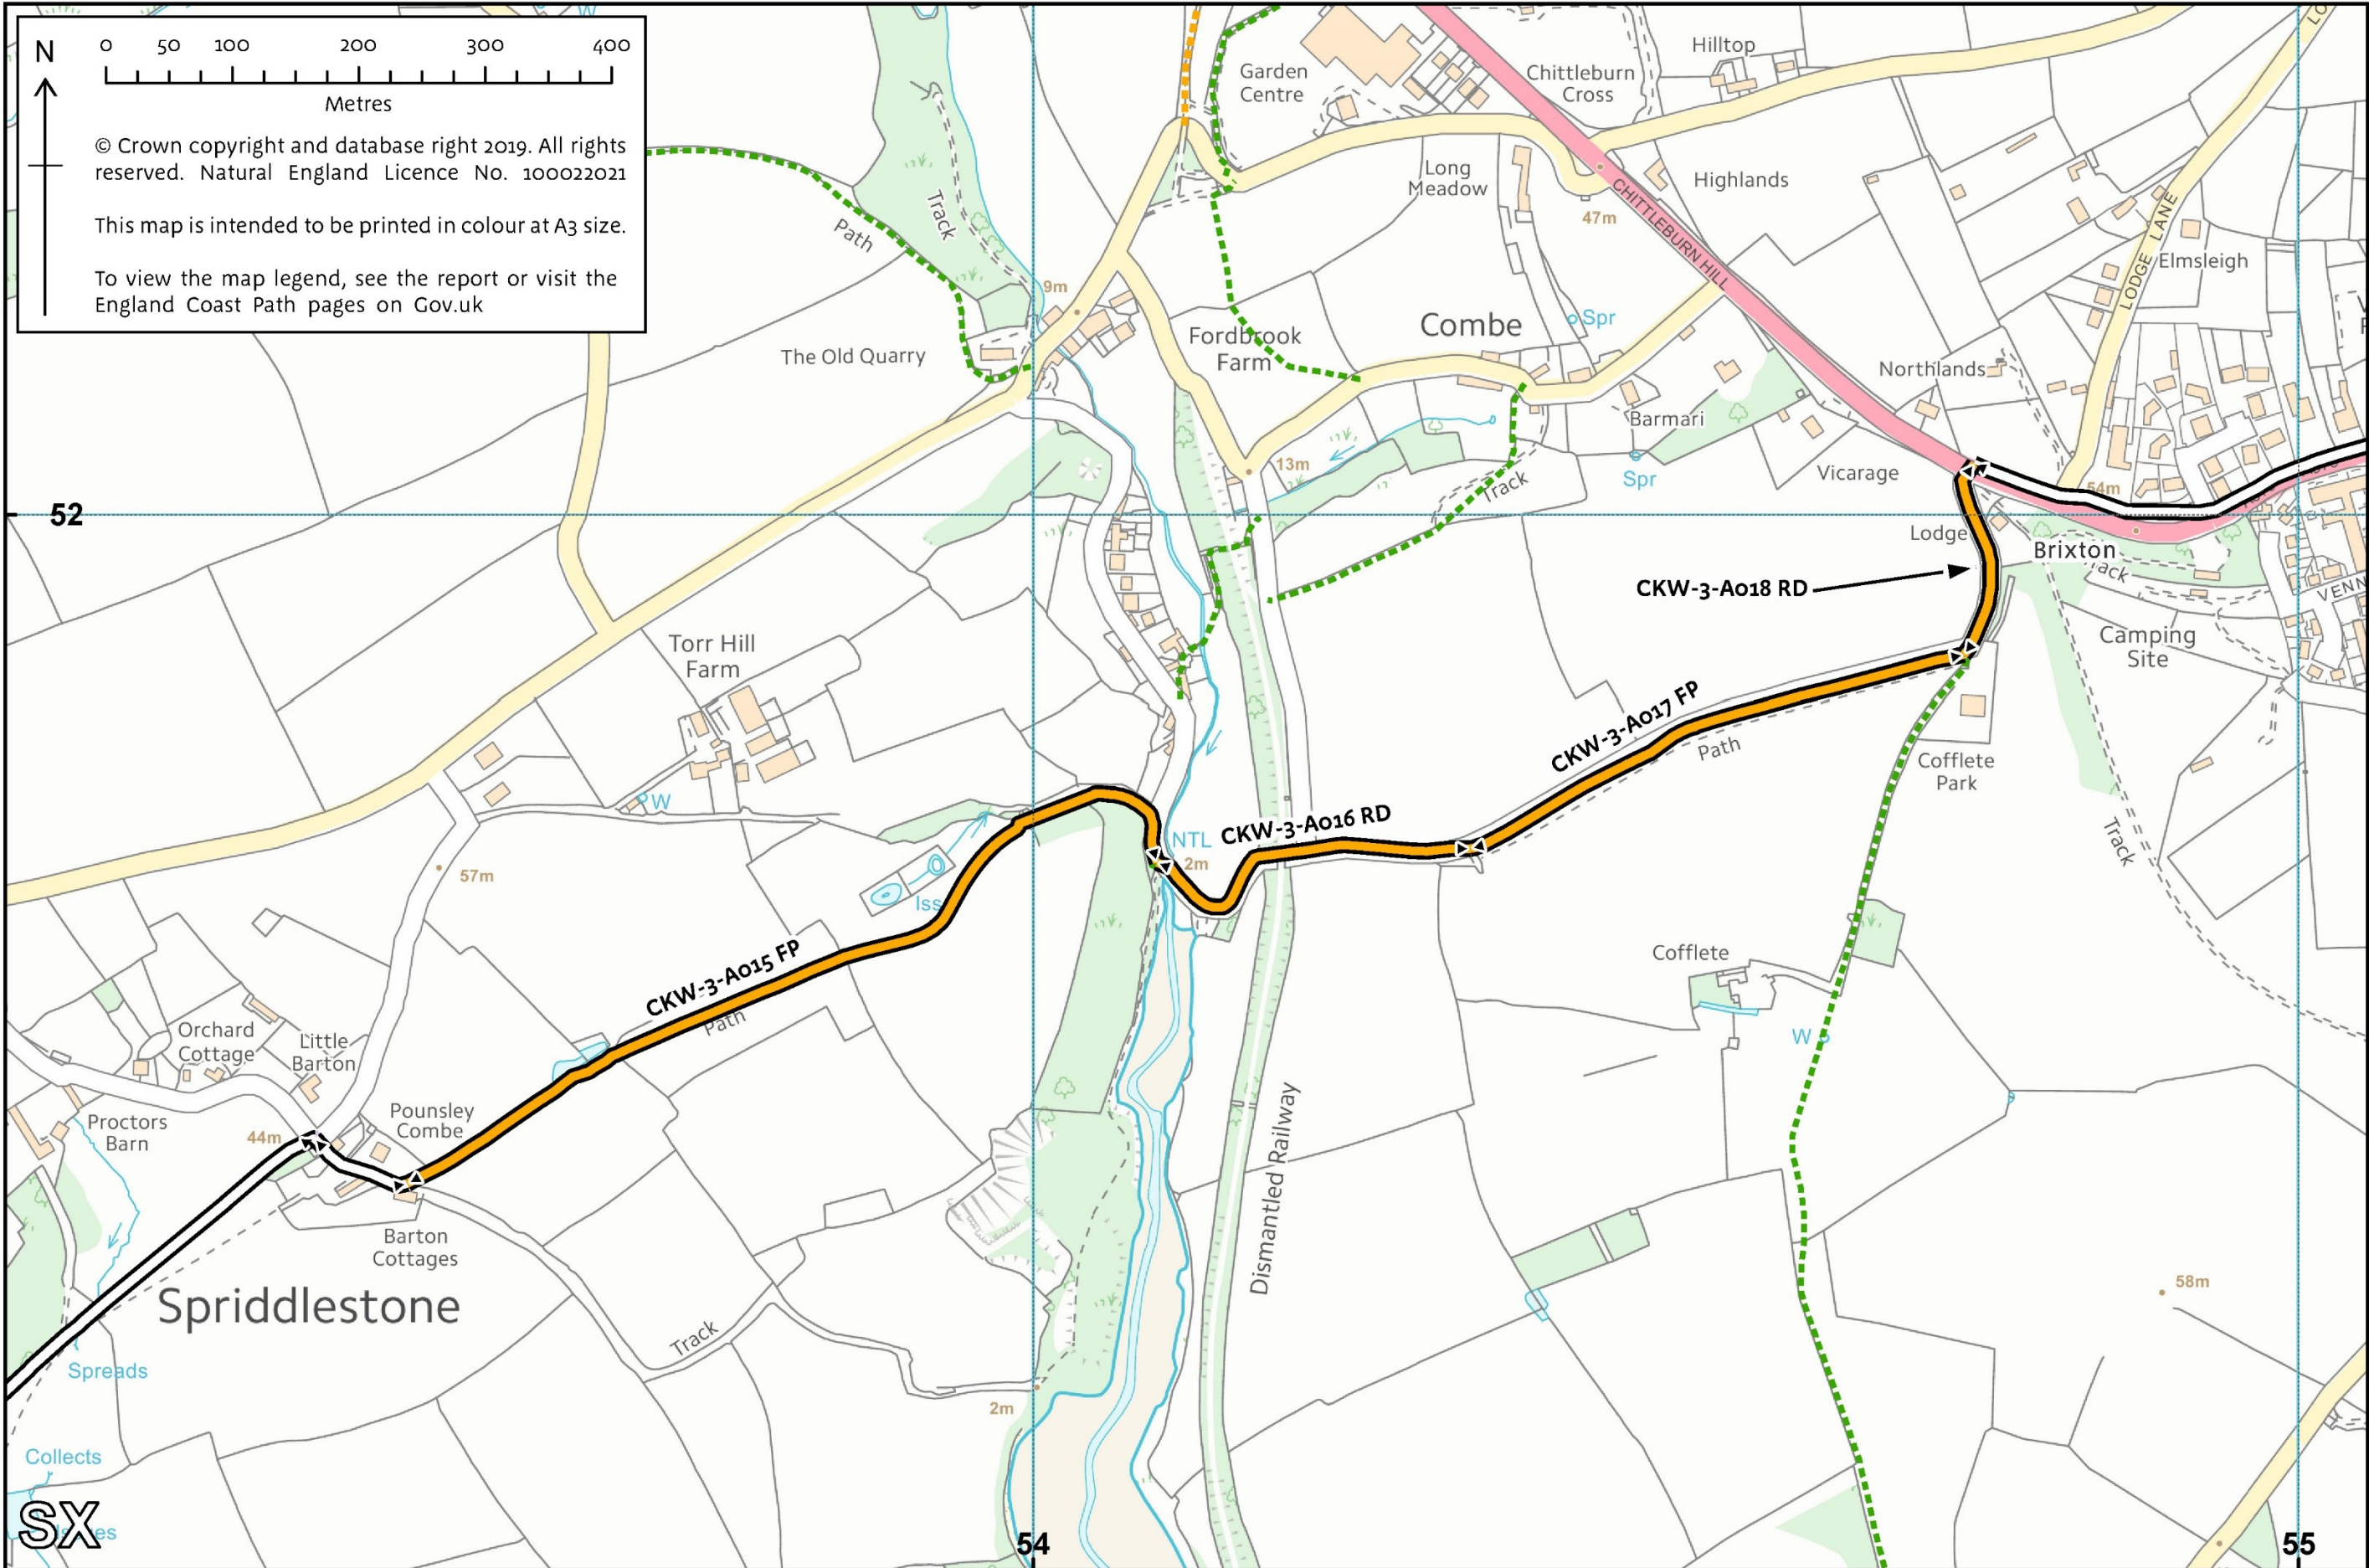 N
0 50 100 200 300 400
Metres
© Crown copyright and database right 2019. All rights
reserved. Natural England Licence No. 100022021
This map is intended to be printed in colour at A3 size.
To view the map legend, see the report or visit the
England Coast Path pages on Gov.uk
W
Garden
Centre
Chittleburn
Cross
Hilltop
Long
Meadow
Highlands
47m
CHITTLEBURN HILL
LODGE LANE
Elmsleigh
Track
Path
9m
The Old Quarry
Fordbrook
Farm
Combe
Spr
Northlands
Barmari
Spr
Vicarage
13m
Track
54m
52
Lodge
Brixton
Track
CKW-3-A018 RD
VENN
Camping
Site
Torr Hill
Farm
W
CKW-3-A017 FP
Path
Cofflete
Park
Track
NTL
2m
CKW-3-A016 RD
57m
Iss
CKW-3-A015 FP
Path
Cofflete
W
Orchard
Cottage
Little
Barton
Pounsley
Combe
Proctors
Barn
44m
Barton
Cottages
Spriddlestone
Dismantled Railway
58m
Track
Spreads
2m
Collects
SX
54
55